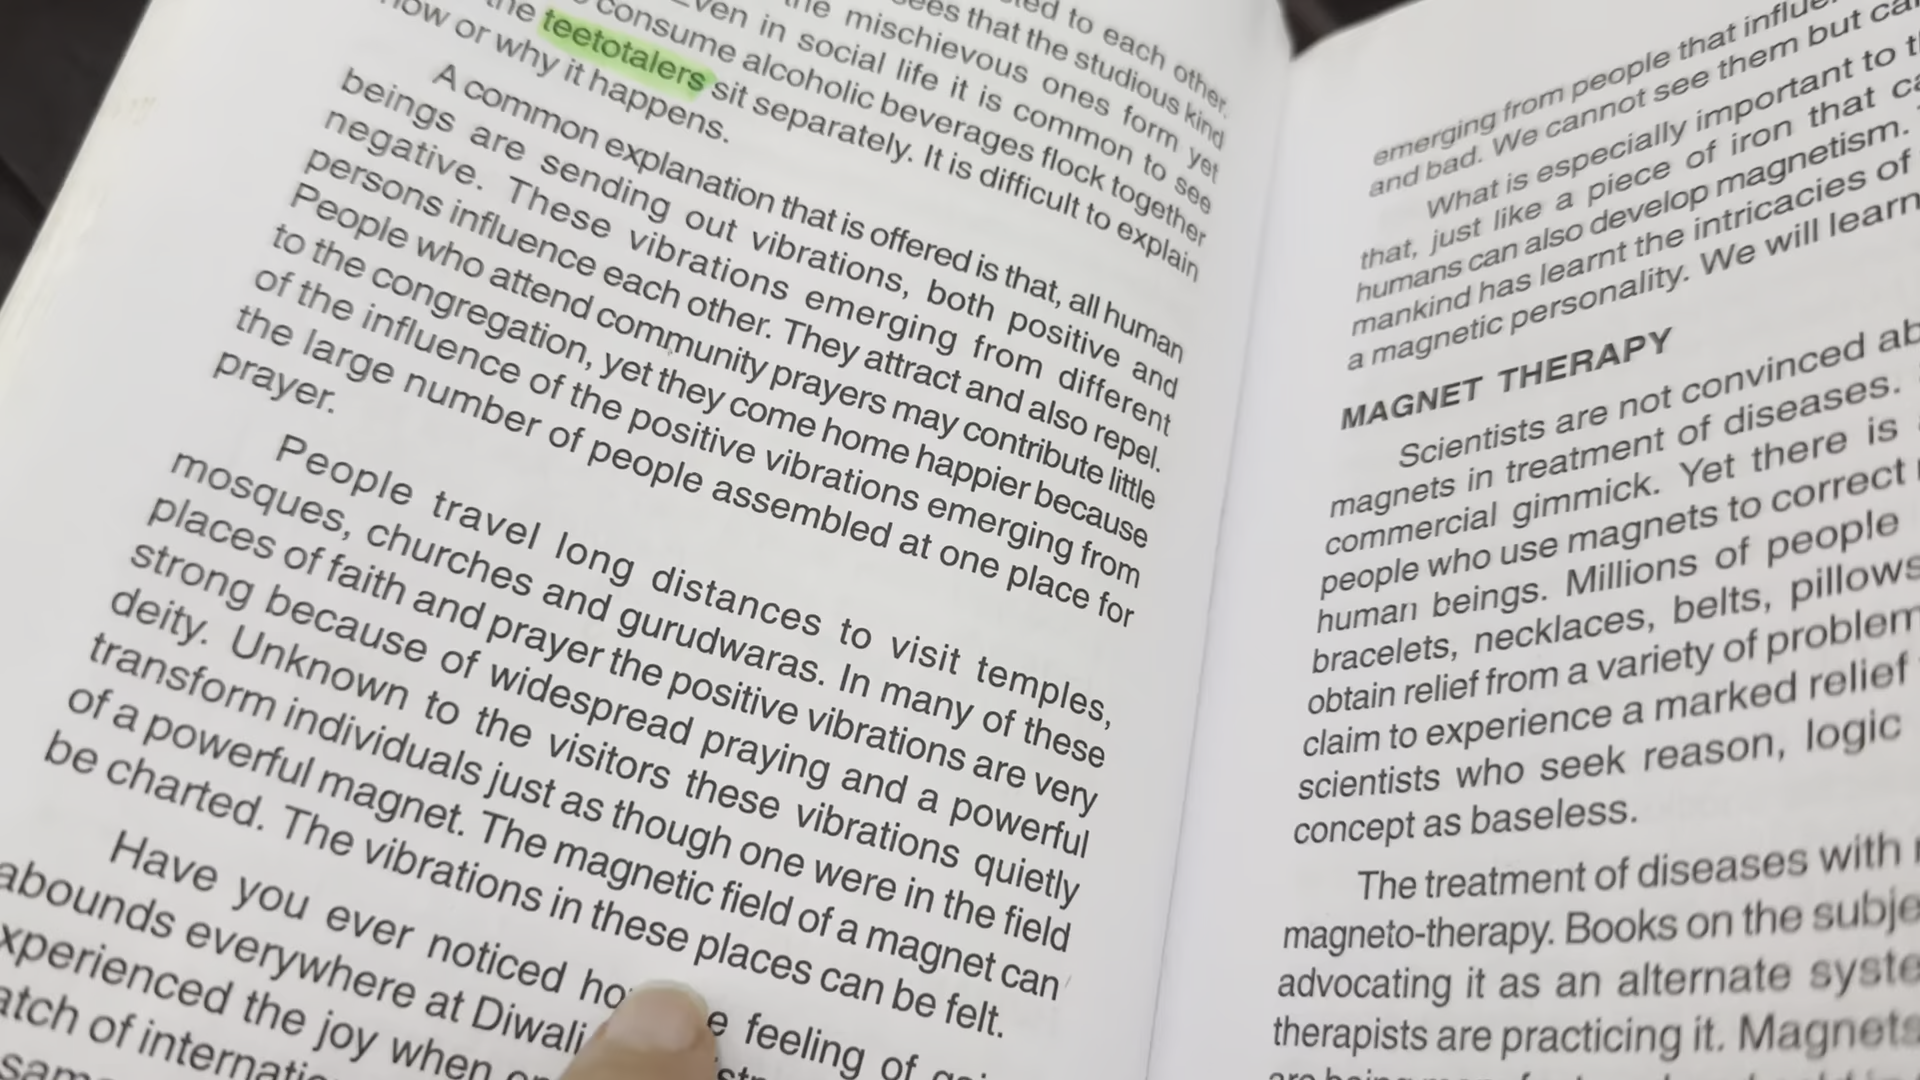 to each other.
sees that the studious kind
the mischievous ones form yet
in social life it is common to see
consume alcoholic beverages flock together
the teetotalers sit separately. It is difficult to explain
how or why it happens.
A common explanation that is offered is that, all human
beings are sending out vibrations, both positive and
negative. These vibrations emerging from different
persons influence each other. They attract and also repel.
People who attend community prayers may contribute little
to the congregation, yet they come home happier because
of the influence of the positive vibrations emerging from
the large number of people assembled at one place for
prayer.
People travel long distances to visit temples,
mosques, churches and gurudwaras. In many of these
places of faith and prayer the positive vibrations are very
strong because of widespread praying and a powerful
deity. Unknown to the visitors these vibrations quietly
transform individuals just as though one were in the field
of a powerful magnet. The magnetic field of a magnet can
be charted. The vibrations in these places can be felt.
Have you ever noticed feeling of
abounds everywhere at Diwali
experienced the joy when
of
emerging from people that
and bad. We cannot see them but
What is especially important to
that, just like a piece of iron that
humans can also develop magnetism.
mankind has learnt the intricacies of
a magnetic personality. We will learn
MAGNET THERAPY
Scientists are not convinced
magnets in treatment of diseases.
commercial gimmick. Yet there is
people who use magnets to correct
human beings. Millions of people
bracelets, necklaces, belts, pillows
obtain relief from a variety of
claim to experience a marked relief
scientists who seek reason, logic
concept as baseless.
The treatment of diseases with
magneto-therapy. Books on the
advocating it as an alternate
therapists are practicing it. Magnets